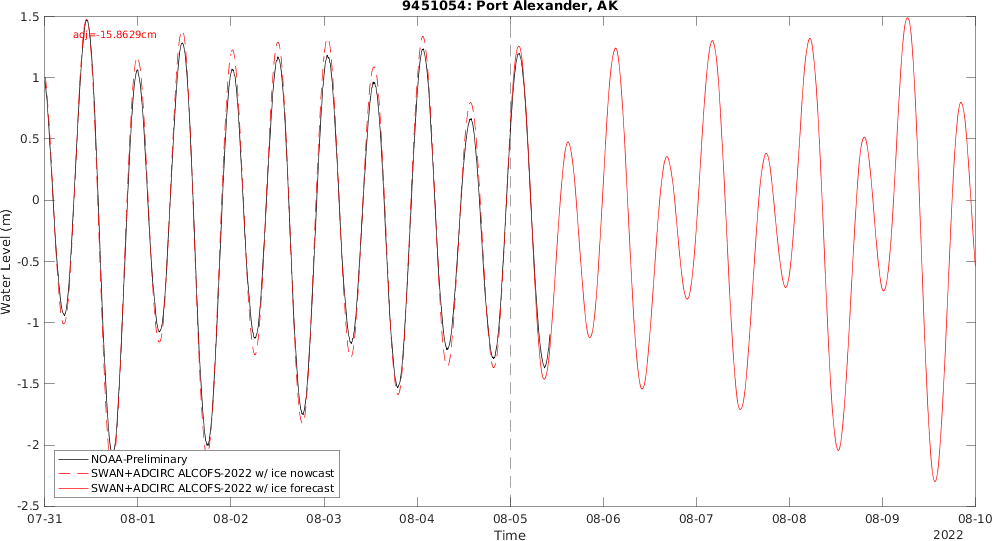 9451054: Port Alexander, AK
adj=-15.8629cm
1.5
1
0.5
0
-0.5
-1
-1.5
-2
-2.5
Water Level (m)
NOAA-Preliminary
SWAN+ADCIRC ALCOFS-2022 w/ ice nowcast
SWAN+ADCIRC ALCOFS-2022 w/ ice forecast
07-31 08-01 08-02 08-03 08-04 08-05 08-06 08-07 08-08 08-09 08-10
Time
2022